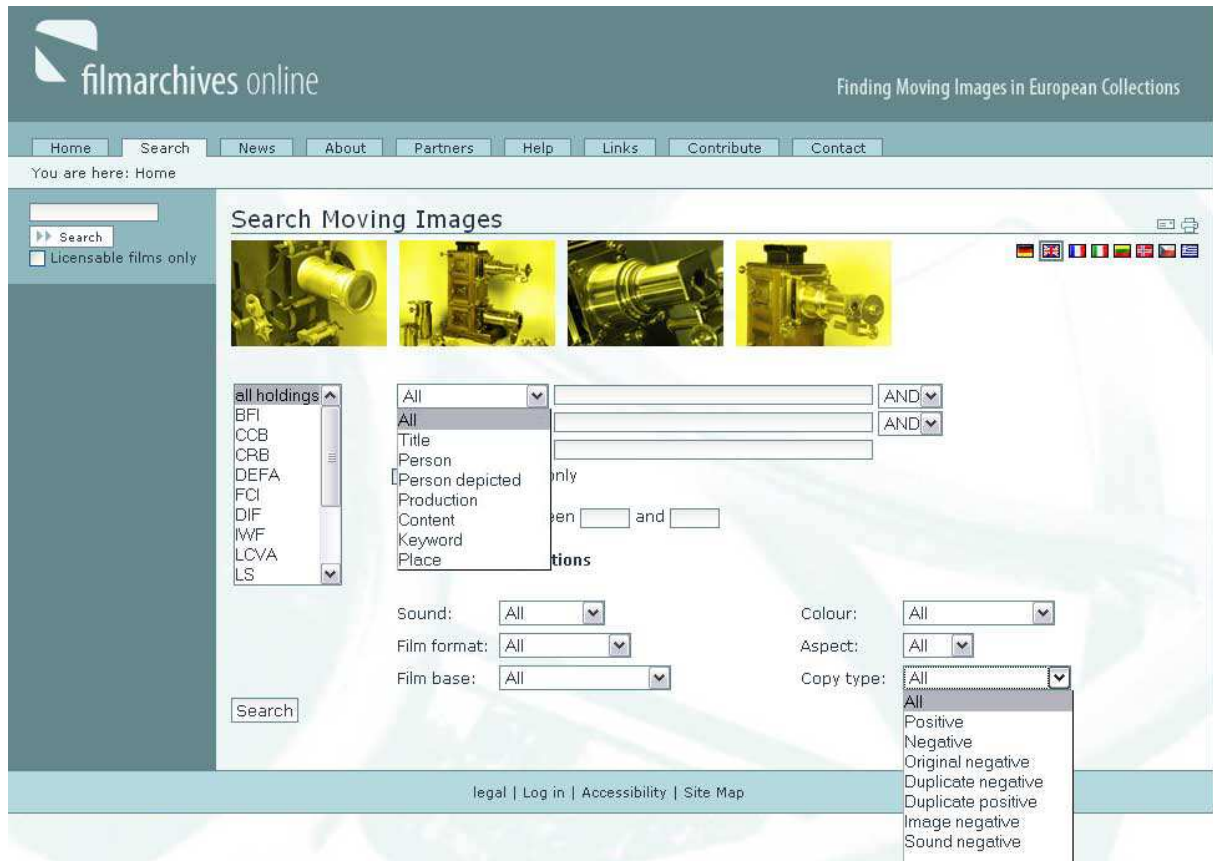 filmarchives online
Finding Moving Images in European Collections
Home Search News About Partners Help Links Contribute Contact
You are here: Home
Search
Licensable films only
Search Moving Images
all holdings
BFI
CCB
CRB
DEFA
FCI
DIF
IWF
LCVA
LS
All
AND
AND
All
Title
Person
Person depicted
Production
Content
Keyword
Place
and
Sound: All
Colour: All
Film format: All
Aspect: All
Film base: All
Copy type: All
All
Positive
Negative
Original negative
Duplicate negative
Duplicate positive
Image negative
Sound negative
Search
legal | Log in | Accessibility | Site Map